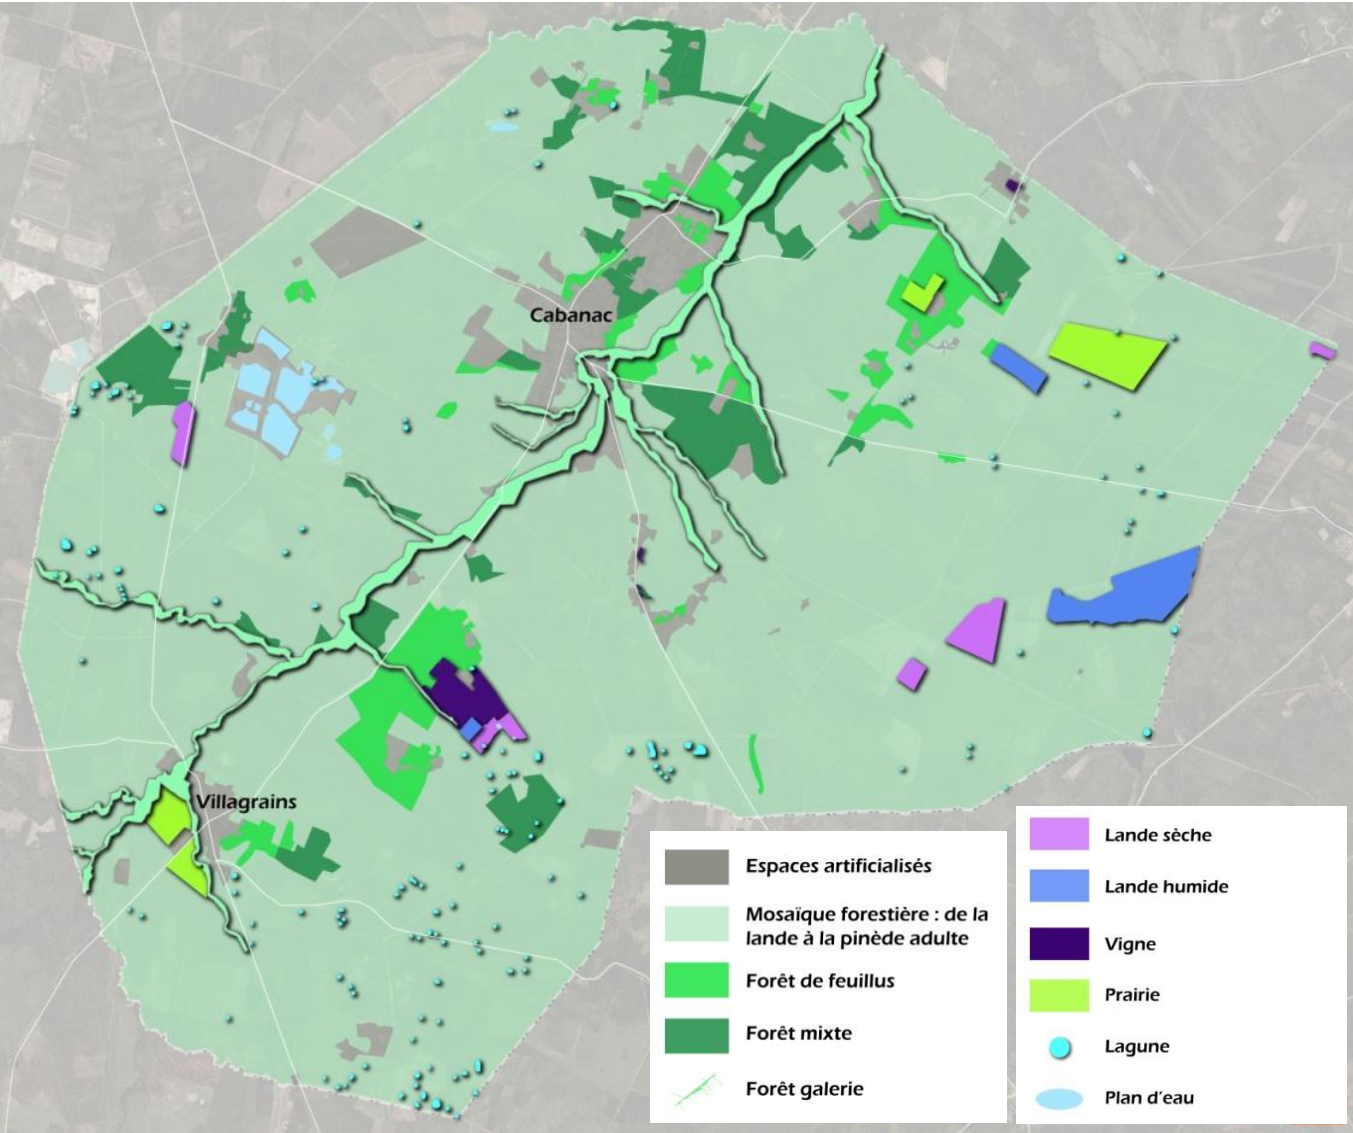 Cabanac
Villagrains
Espaces artificialisés
Mosaïque forestière : de la
lande à la pinède adulte
Forêt de feuillus
Forêt mixte
Forêt galerie
Lande sèche
Lande humide
Vigne
Prairie
Lagune
Plan d'eau